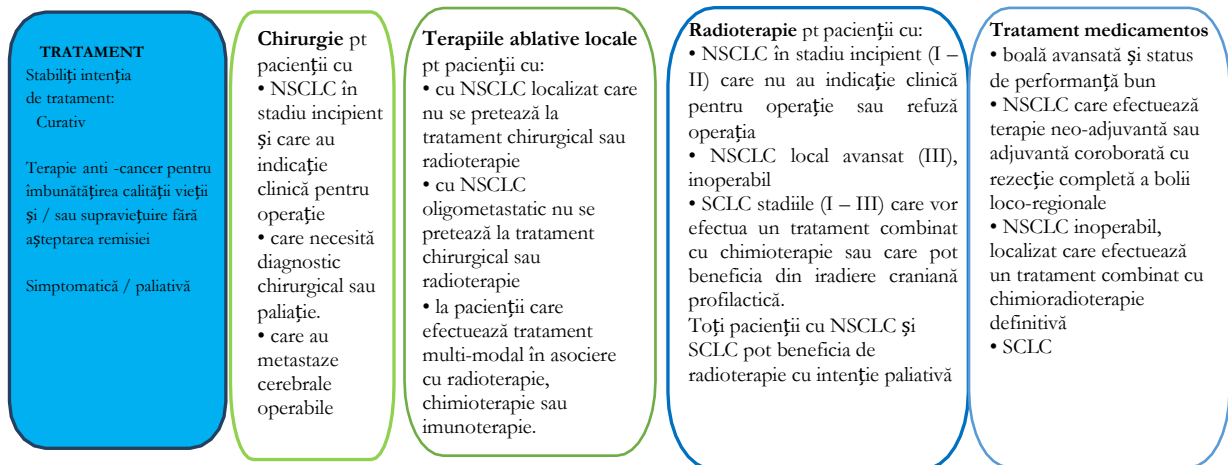 TRATAMENT
Stabiliți intenția
de tratament:
Curativ
Terapie anti -cancer pentru
îmbunătățirea calității vieții
și / sau supraviețuire fără
așteptarea remisiei
Simptomatică / paliativă
Chirurgie pt
pacienții cu
• NSCLC în
stadiu incipient
și care au
indicație
clinică pentru
operație
• care necesită
diagnostic
chirurgical sau
paliație.
• care au
metastaze
cerebrale
operabile
Terapiile ablative locale
pt pacienții cu:
• cu NSCLC localizat care
nu se pretează la
tratament chirurgical sau
radioterapie
• cu NSCLC
oligometastatic nu se
pretează la tratament
chirurgical sau
radioterapie
• la pacienții care
efectuează tratament
multi-modal în asociere
cu radioterapie,
chimioterapie sau
imunoterapie.
Radioterapie pt pacienții cu:
• NSCLC în stadiu incipient (I –
II) care nu au indicație clinică
pentru operație sau refuză
operația
• NSCLC local avansat (III),
inoperabil
• SCLC stadiile (I – III) care vor
efectua un tratament combinat
cu chimioterapie sau care pot
beneficia din iradiere craniană
profilactică.
Toți pacienții cu NSCLC și
SCLC pot beneficia de
radioterapie cu intenție paliativă
Tratament medicamentos
• boală avansată și status
de performanță bun
• NSCLC care efectuează
terapie neo-adjuvantă sau
adjuvantă coroborată cu
rezecție completă a bolii
loco-regionale
• NSCLC inoperabil,
localizat care efectuează
un tratament combinat cu
chimioradioterapie
definitivă
• SCLC